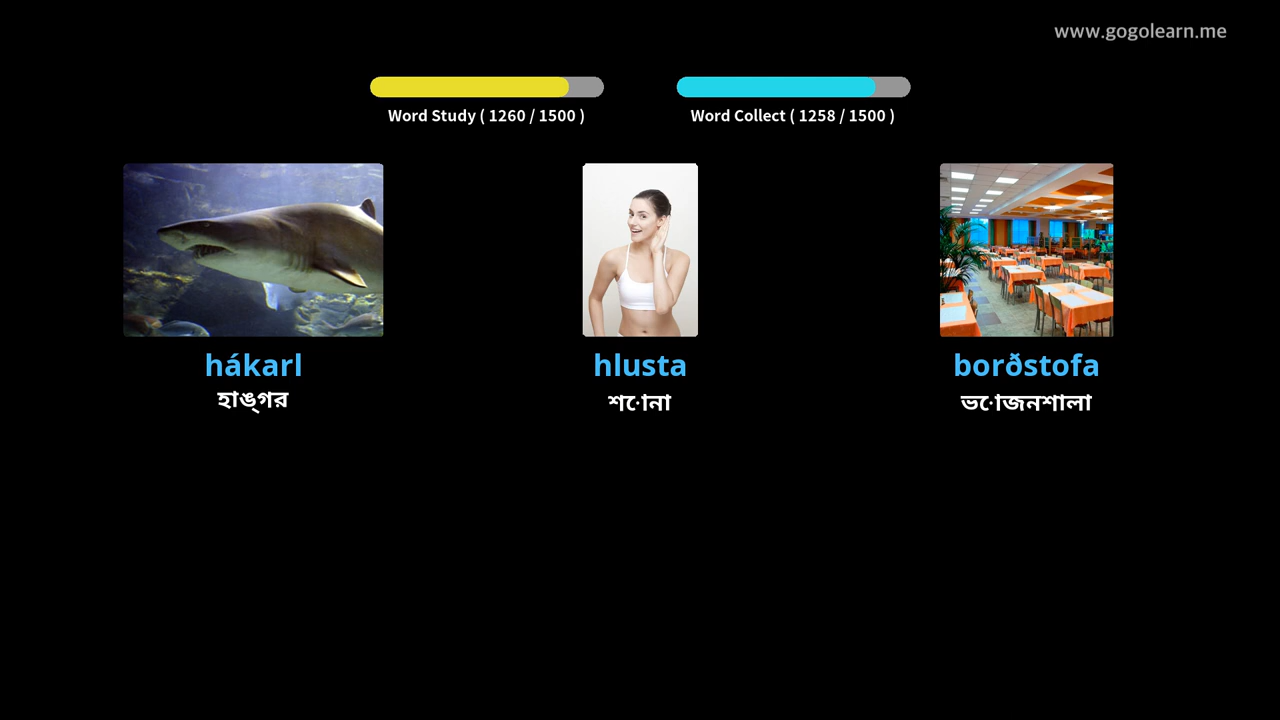 www.gogolearn.me
Word Study ( 1260 / 1500 )
Word Collect ( 1258 / 1500 )
hákarl
হাঙ্গর
hlusta
শোনা
borðstofa
ভোজনশালা